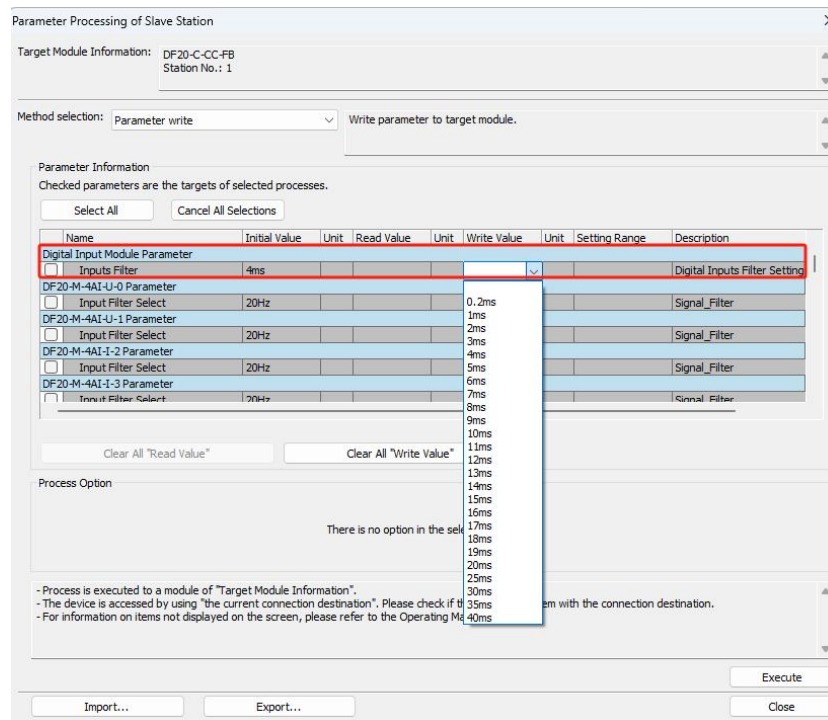 Parameter Processing of Slave Station
Target Module Information:
DF20-C-CC-FB
Station No.: 1
Method selection:
Parameter write
Write parameter to target module.
Parameter Information
Checked parameters are the targets of selected processes.
Select All
Cancel All Selections
Name Initial Value Unit Read Value Unit Write Value Unit Setting Range Description
Digital Input Module Parameter
Inputs Filter 4ms Digital Inputs Filter Setting
DF20-M-4AI-U-0 Parameter
Input Filter Select 20Hz Signal_Filter
DF20-M-4AI-U-1 Parameter
Input Filter Select 20Hz Signal_Filter
DF20-M-4AI-I-2 Parameter
Input Filter Select 20Hz Signal_Filter
DF20-M-4AI-I-3 Parameter
Input Filter Select 20Hz Signal Filter
0.2ms
1ms
2ms
3ms
4ms
5ms
6ms
7ms
8ms
9ms
10ms
11ms
12ms
13ms
14ms
15ms
16ms
17ms
18ms
19ms
20ms
25ms
30ms
35ms
40ms
Clear All "Read Value"
Clear All "Write Value"
Process Option
There is no option in the sele
- Process is executed to a module of "Target Module Information".
- The device is accessed by using "the current connection destination". Please check if th em with the connection destination.
- For information on items not displayed on the screen, please refer to the Operating Ma
Execute
Import...
Export...
Close